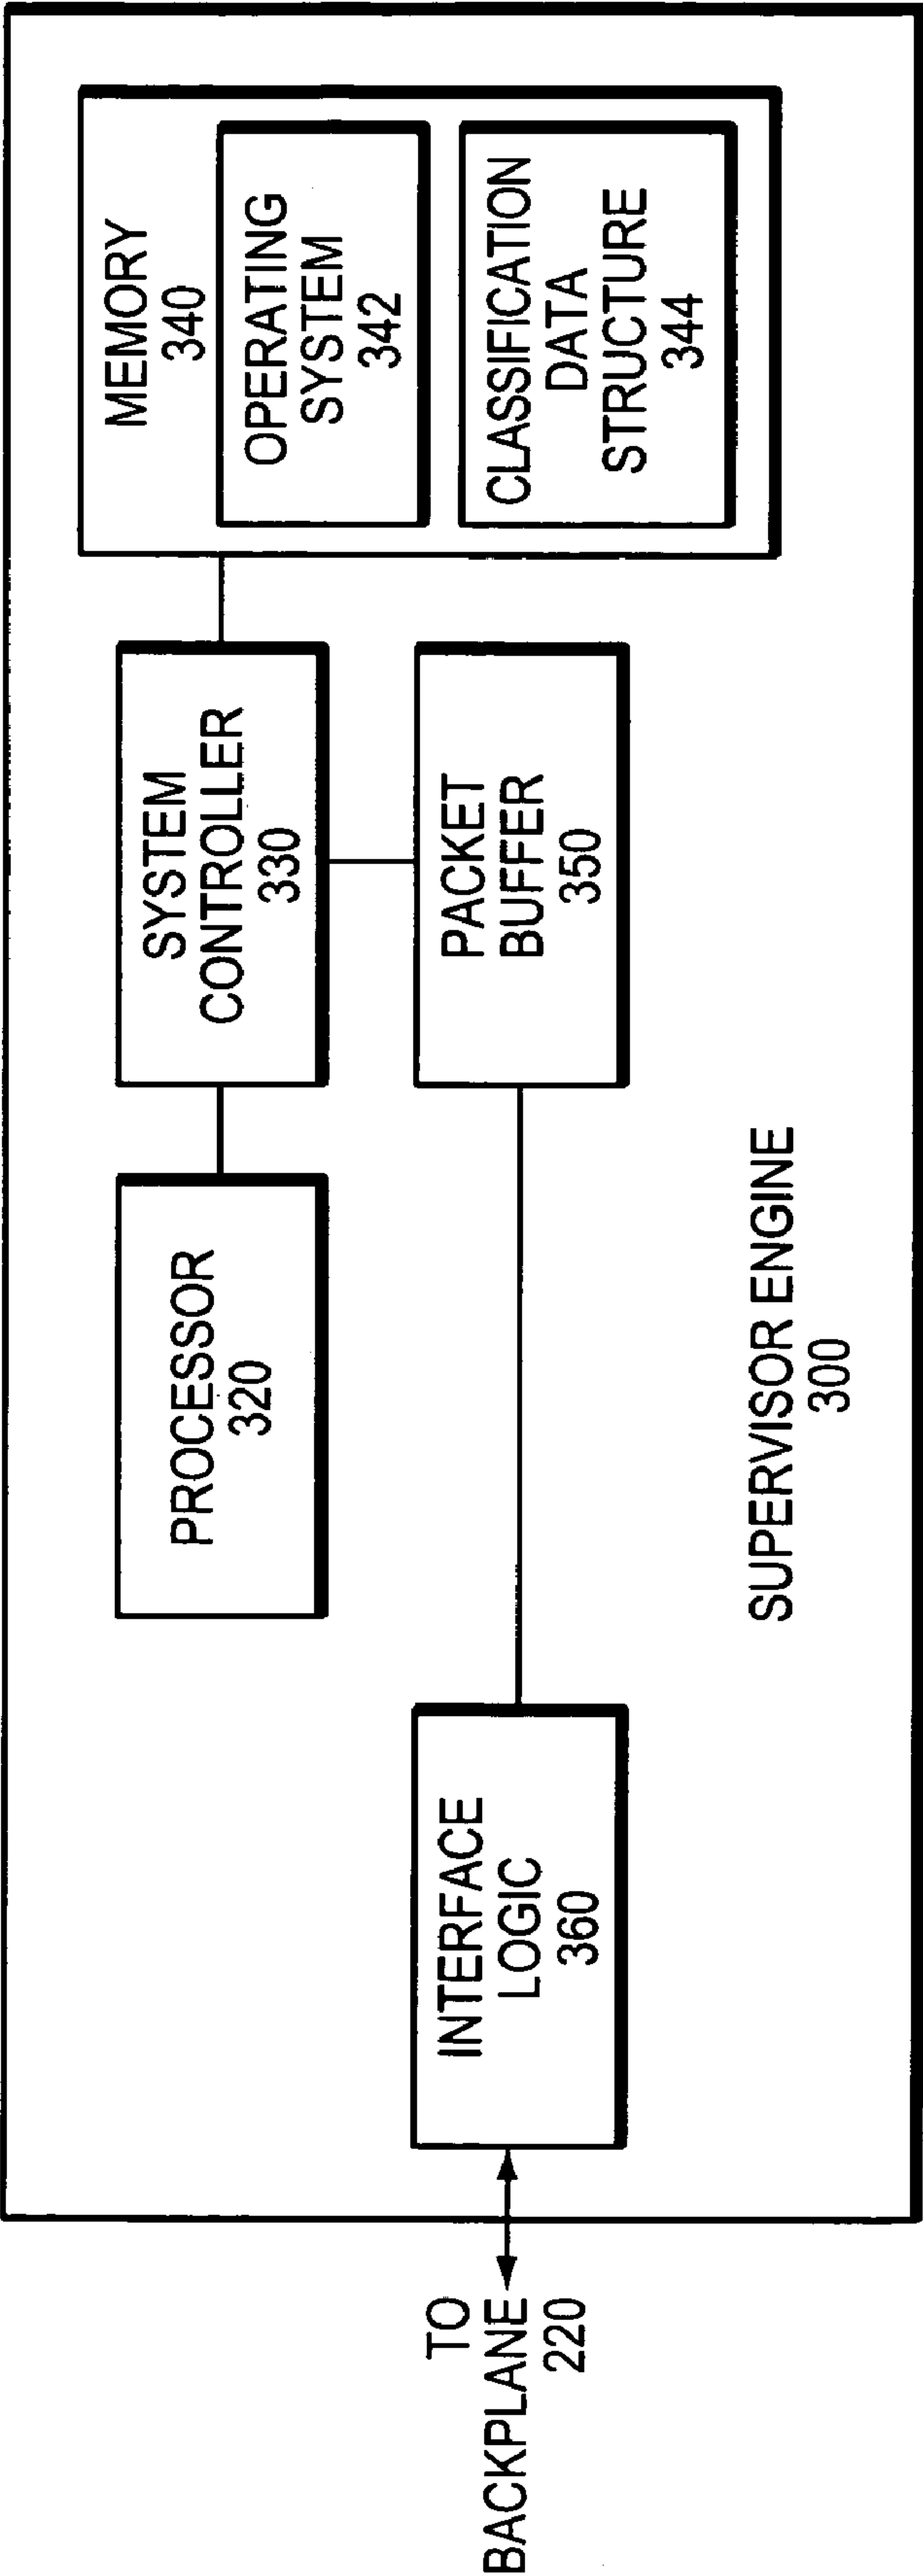 PROCESSOR
320
SYSTEM
CONTROLLER
330
MEMORY
340
OPERATING
SYSTEM
342
CLASSIFICATION
DATA
STRUCTURE
344
PACKET
BUFFER
350
INTERFACE
LOGIC
360
TO
BACKPLANE
220
SUPERVISOR ENGINE
300